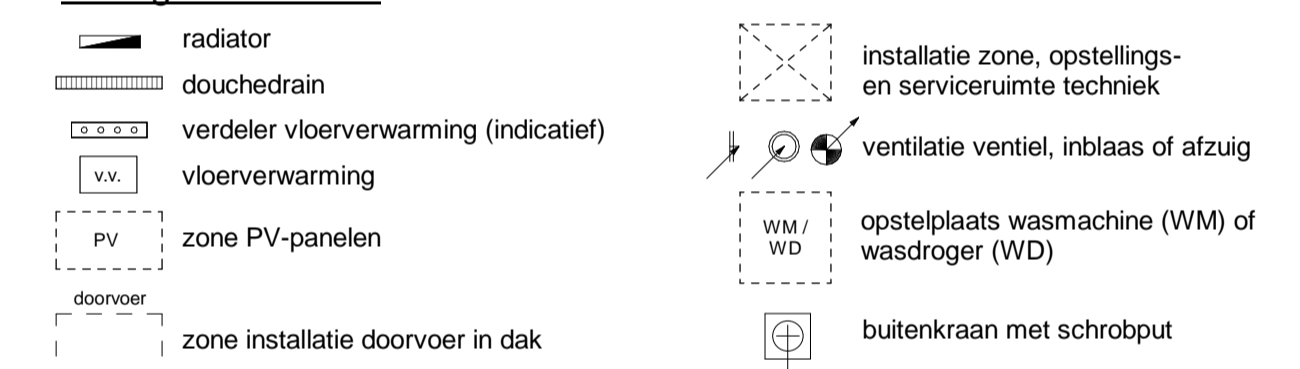 radiator
douchedrain
verdeler vloerverwarming (indicatief)
v.v.
vloerverwarming
PV
zone PV-panelen
doorvoer
zone installatie doorvoer in dak
installatie zone, opstellings-
en serviceruimte techniek
ventilatie ventiel, inblaas of afzuig
WM /
WD
opstelplaats wasmachine (WM) of
wasdroger (WD)
buitenkraan met schrobput